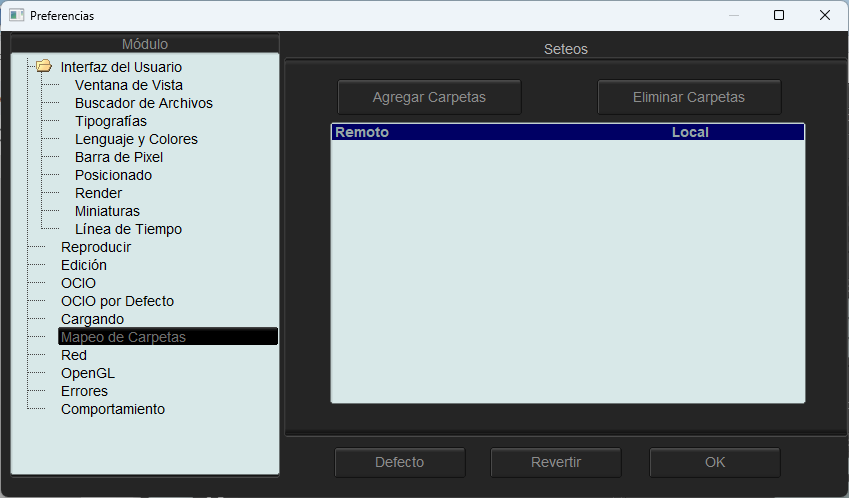 Preferencias
Módulo
Interfaz del Usuario
Ventana de Vista
Buscador de Archivos
Tipografías
Lenguaje y Colores
Barra de Pixel
Posicionado
Render
Miniaturas
Línea de Tiempo
Reproducir
Edición
OCIO
OCIO por Defecto
Cargando
Mapeo de Carpetas
Red
OpenGL
Errores
Comportamiento
Seteos
Agregar Carpetas Eliminar Carpetas
Remoto Local
Defecto Revertir OK